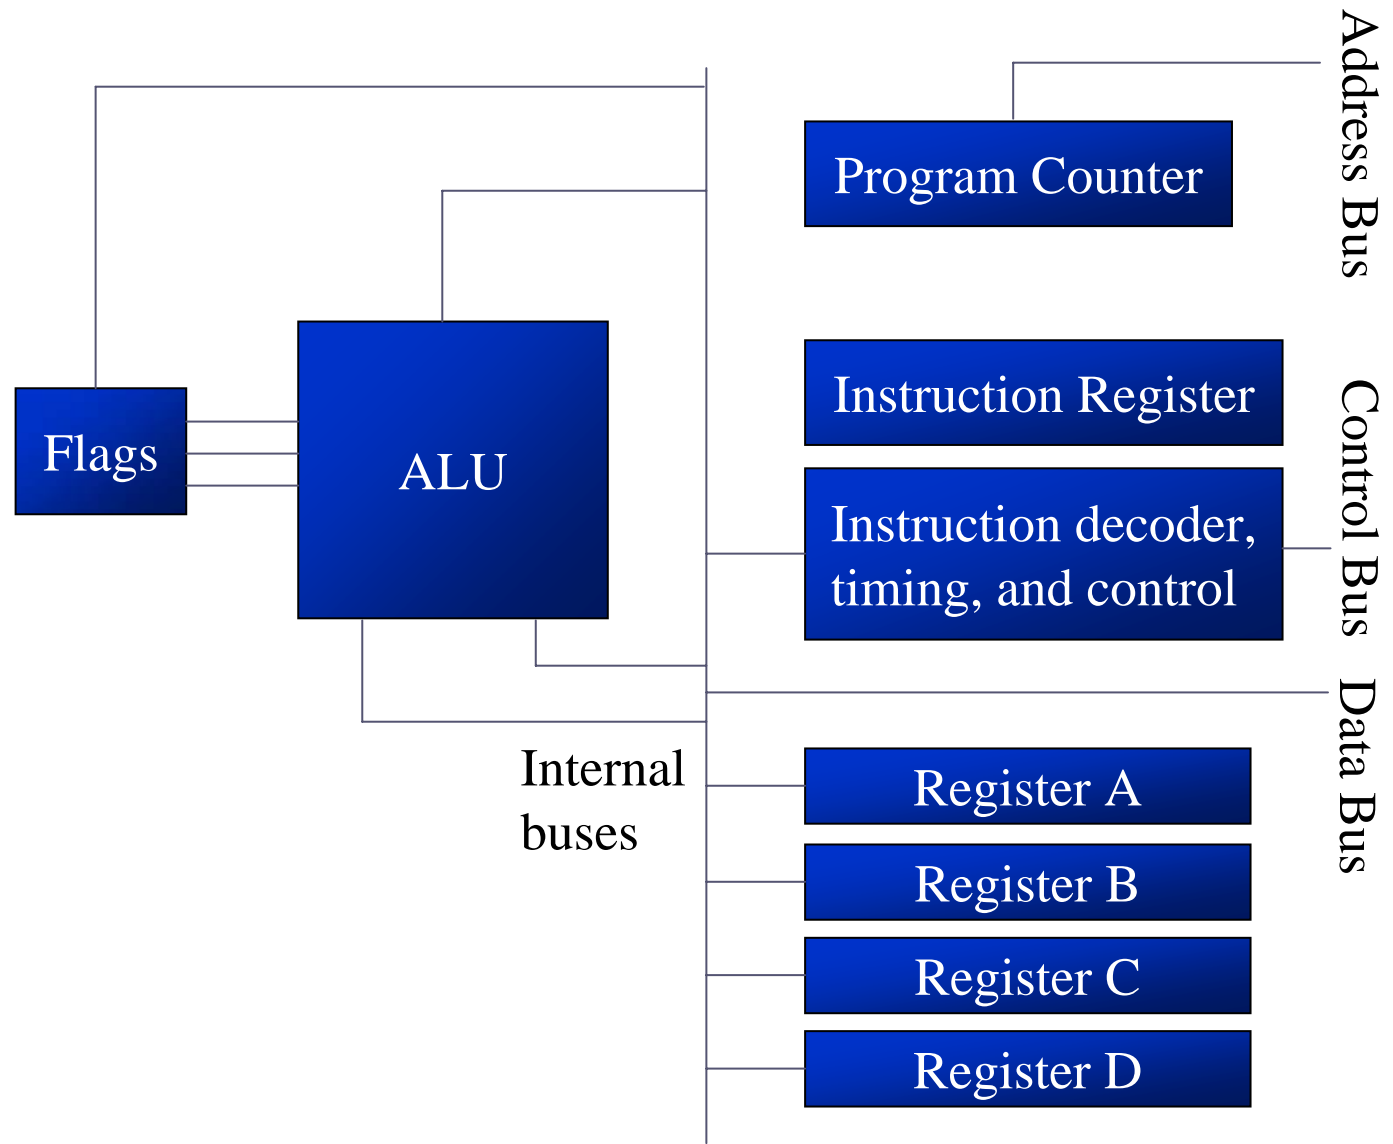 Address Bus
Program Counter
Instruction Register
Control Bus
Flags
ALU
Instruction decoder,
timing, and control
Data Bus
Internal
buses
Register A
Register B
Register C
Register D